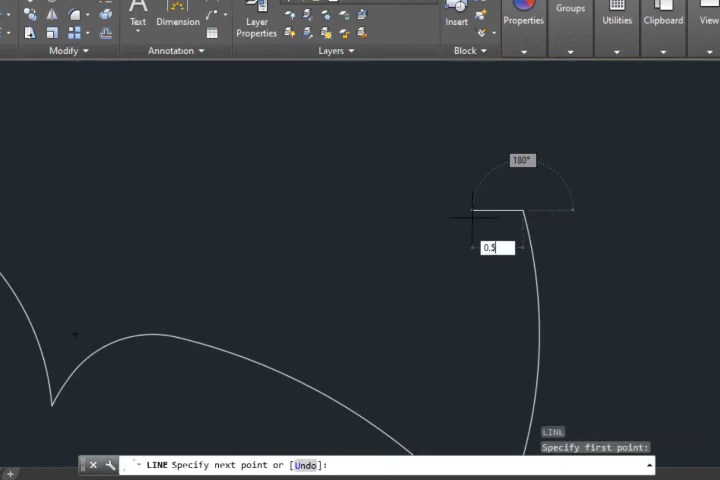 Text
Dimension
Layer
Properties
Insert
Properties
Groups
Utilities
Clipboard
View
Modify
Annotation
Layers
Block
180°
0.5
LINE
Specify first point:
LINE Specify next point or [Undo]: